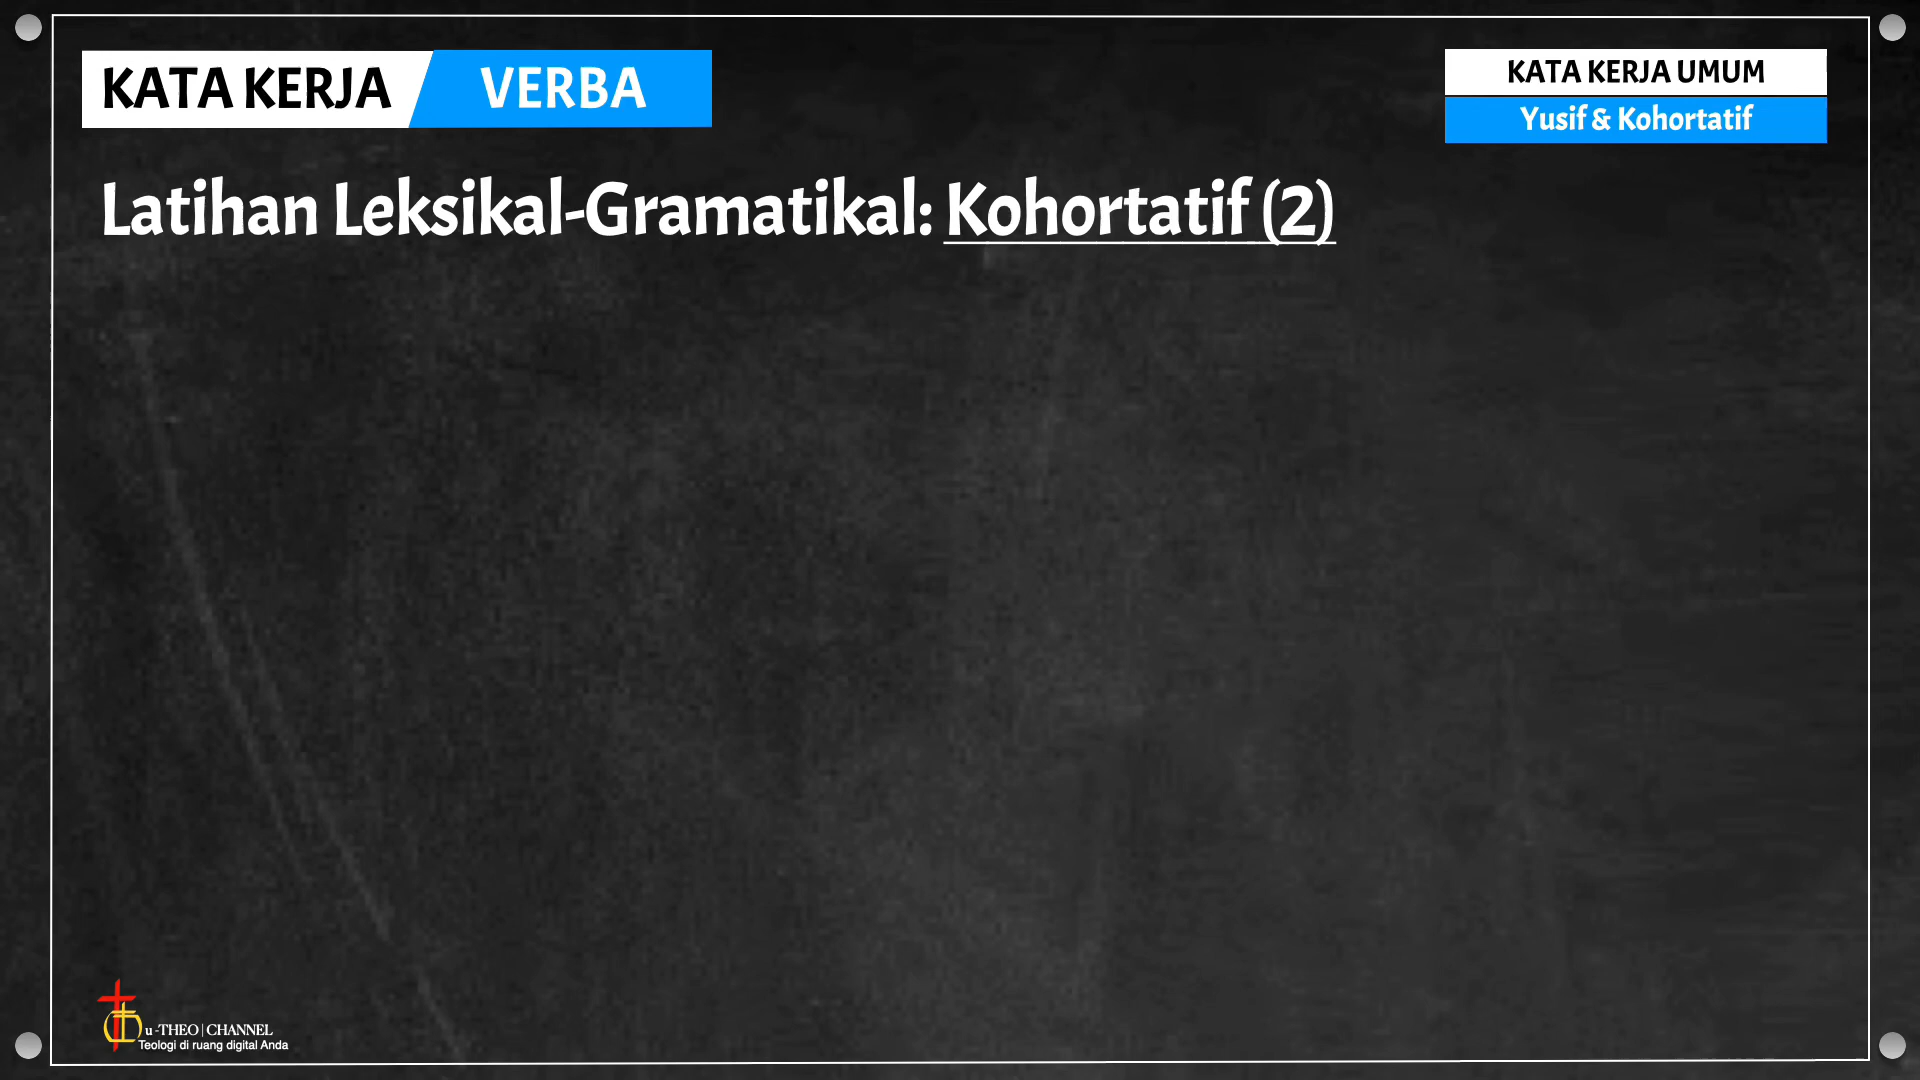 KATA KERJA VERBA
KATA KERJA UMUM
Yusif & Kohortatif
Latihan Leksikal-Gramatikal: Kohortatif (2)
u-THEO | CHANNEL
Teologi di ruang digital Anda